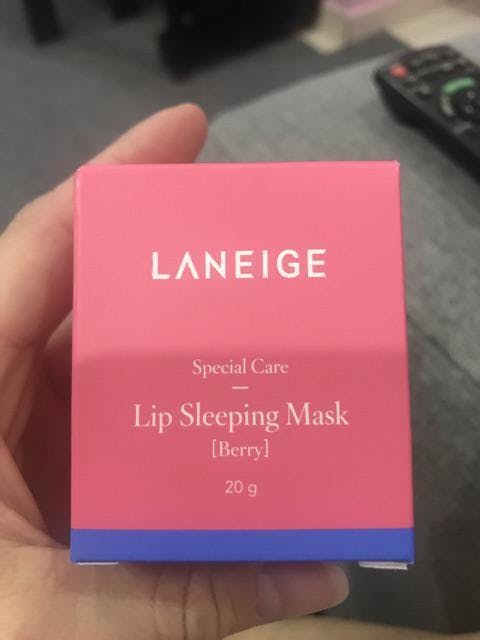 LANEIGE
Special Care
Lip Sleeping Mask
[Berry]
20 g